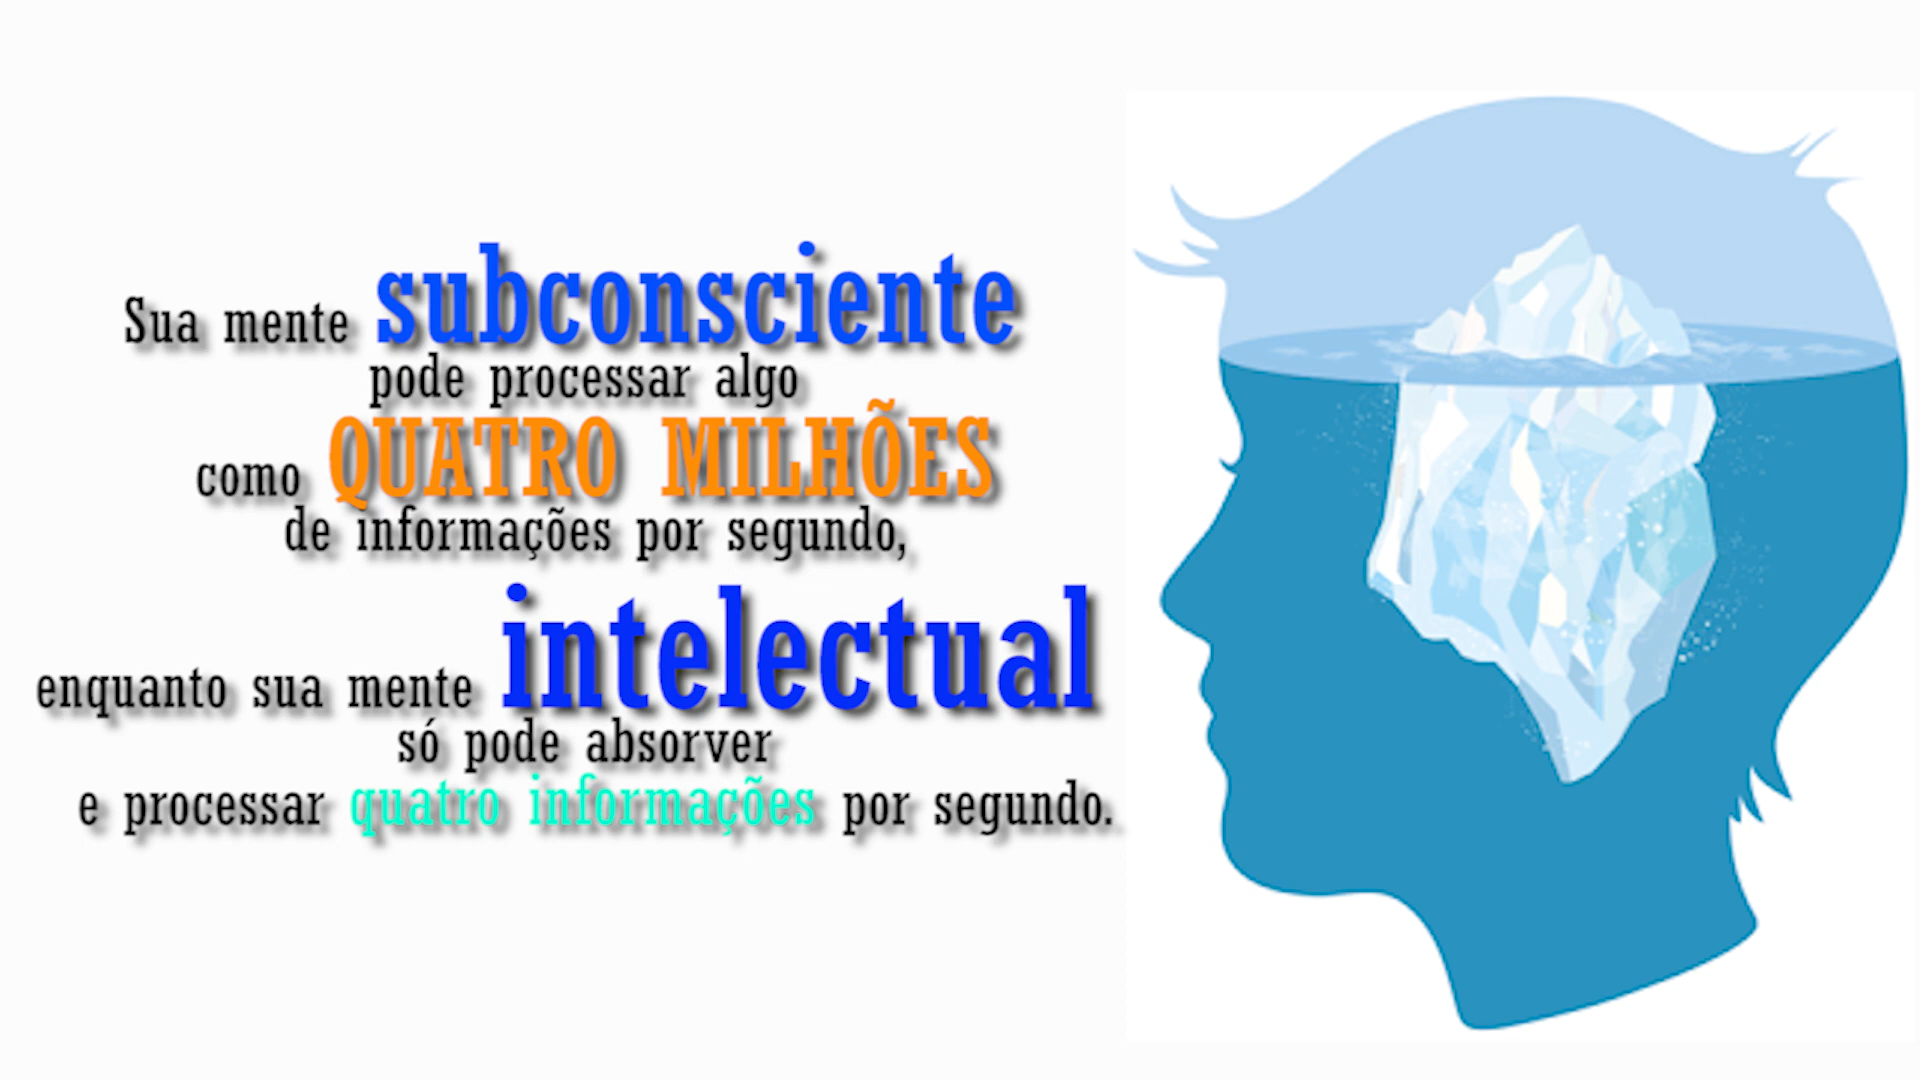 Sua mente subconsciente
pode processar algo
como QUATRO MILHÕES
de informações por segundo,
enquanto sua mente intelectual
só pode absorver
e processar quatro informações por segundo.